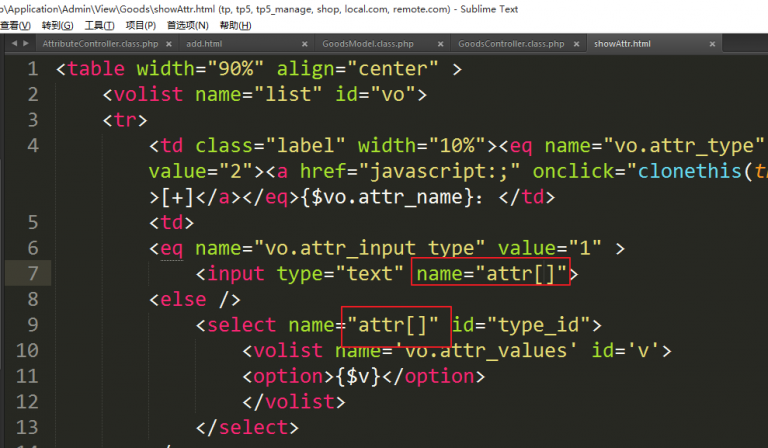 p\Application\Admin\View\Goods\showAttr.html (tp, tp5, tp5_manage, shop, local.com, remote.com) - Sublime Text
查看(V) 转到(G) 工具(T) 项目(P) 首选项(N) 帮助(H)
AttributeController.class.php × add.html × GoodsModel.class.php × GoodsController.class.php × showAttr.html ×
1 <table width="90%" align="center" >
2 <volist name="list" id="vo">
3 <tr>
4 <td class="label" width="10%"><eq name="vo.attr_type"
value="2"><a href="javascript:;" onclick="clonethis(th
>[+]</a></eq>{$vo.attr_name}：</td>
5 <td>
6 <eq name="vo.attr_input_type" value="1" >
7 <input type="text" name="attr[]">
8 <else />
9 <select name="attr[]" id="type_id">
10 <volist name='vo.attr_values' id='v'>
11 <option>{$v}</option>
12 </volist>
13 </select>
14